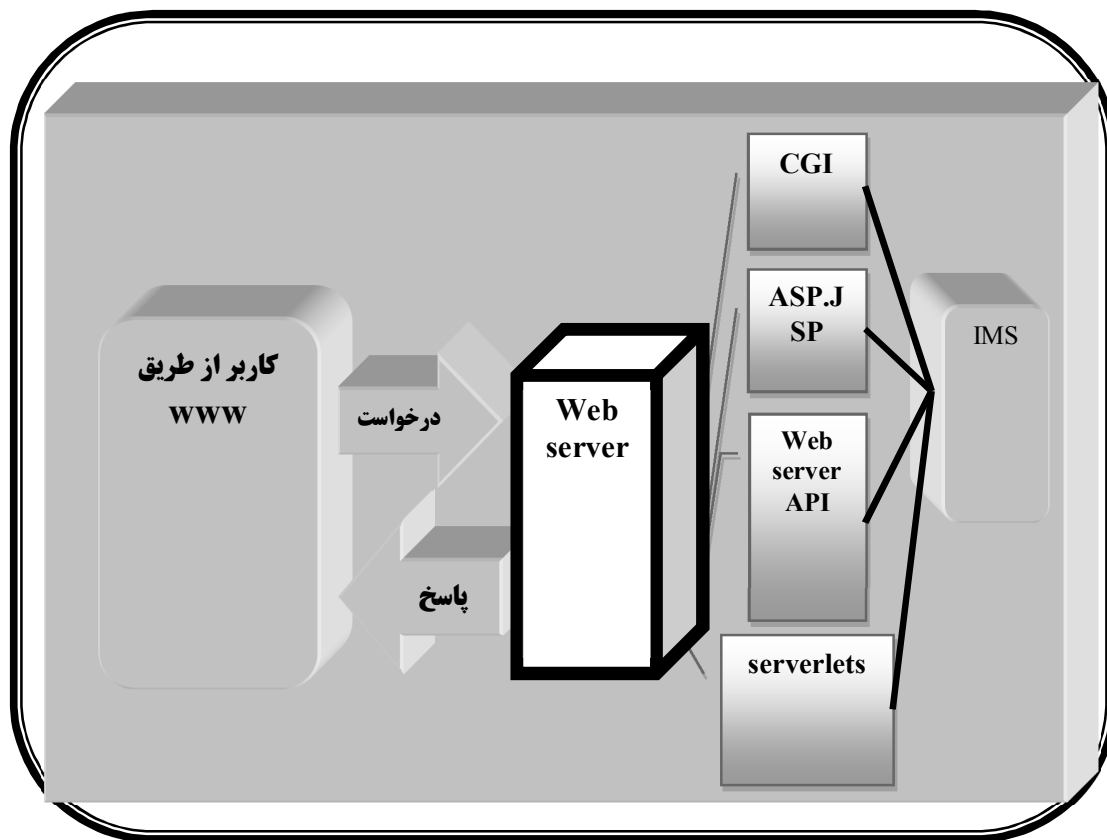 کاربر از طریق
www
درخواست
پاسخ
Web
server
CGI
ASP.J
SP
Web
server
API
serverlets
IMS